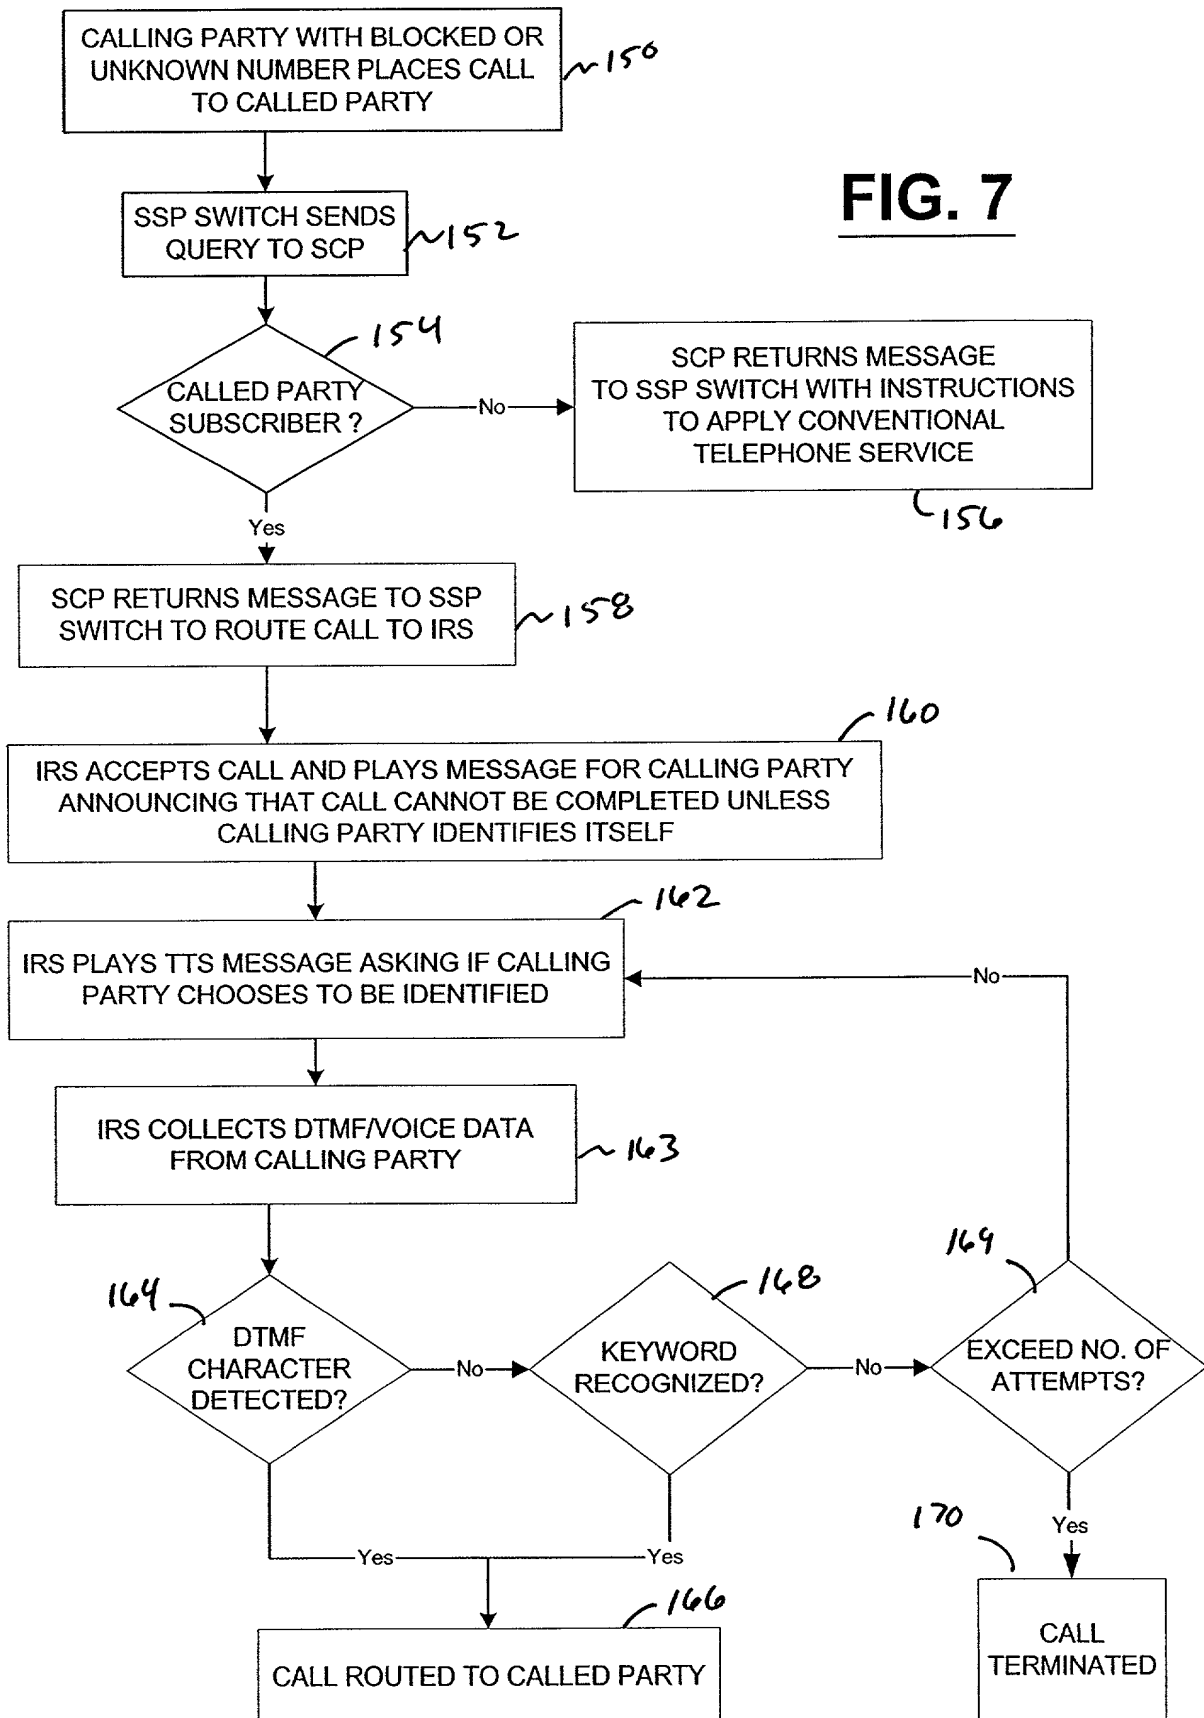 CALLING PARTY WITH BLOCKED OR
UNKNOWN NUMBER PLACES CALL
TO CALLED PARTY
150
FIG. 7
SSP SWITCH SENDS
QUERY TO SCP
152
154
CALLED PARTY
SUBSCRIBER ?
No
SCP RETURNS MESSAGE
TO SSP SWITCH WITH INSTRUCTIONS
TO APPLY CONVENTIONAL
TELEPHONE SERVICE
156
Yes
SCP RETURNS MESSAGE TO SSP
SWITCH TO ROUTE CALL TO IRS
158
160
IRS ACCEPTS CALL AND PLAYS MESSAGE FOR CALLING PARTY
ANNOUNCING THAT CALL CANNOT BE COMPLETED UNLESS
CALLING PARTY IDENTIFIES ITSELF
162
IRS PLAYS TTS MESSAGE ASKING IF CALLING
PARTY CHOOSES TO BE IDENTIFIED
No
IRS COLLECTS DTMF/VOICE DATA
FROM CALLING PARTY
163
164
DTMF
CHARACTER
DETECTED?
No
168
KEYWORD
RECOGNIZED?
No
169
EXCEED NO. OF
ATTEMPTS?
Yes
Yes
Yes
166
CALL ROUTED TO CALLED PARTY
170
CALL
TERMINATED